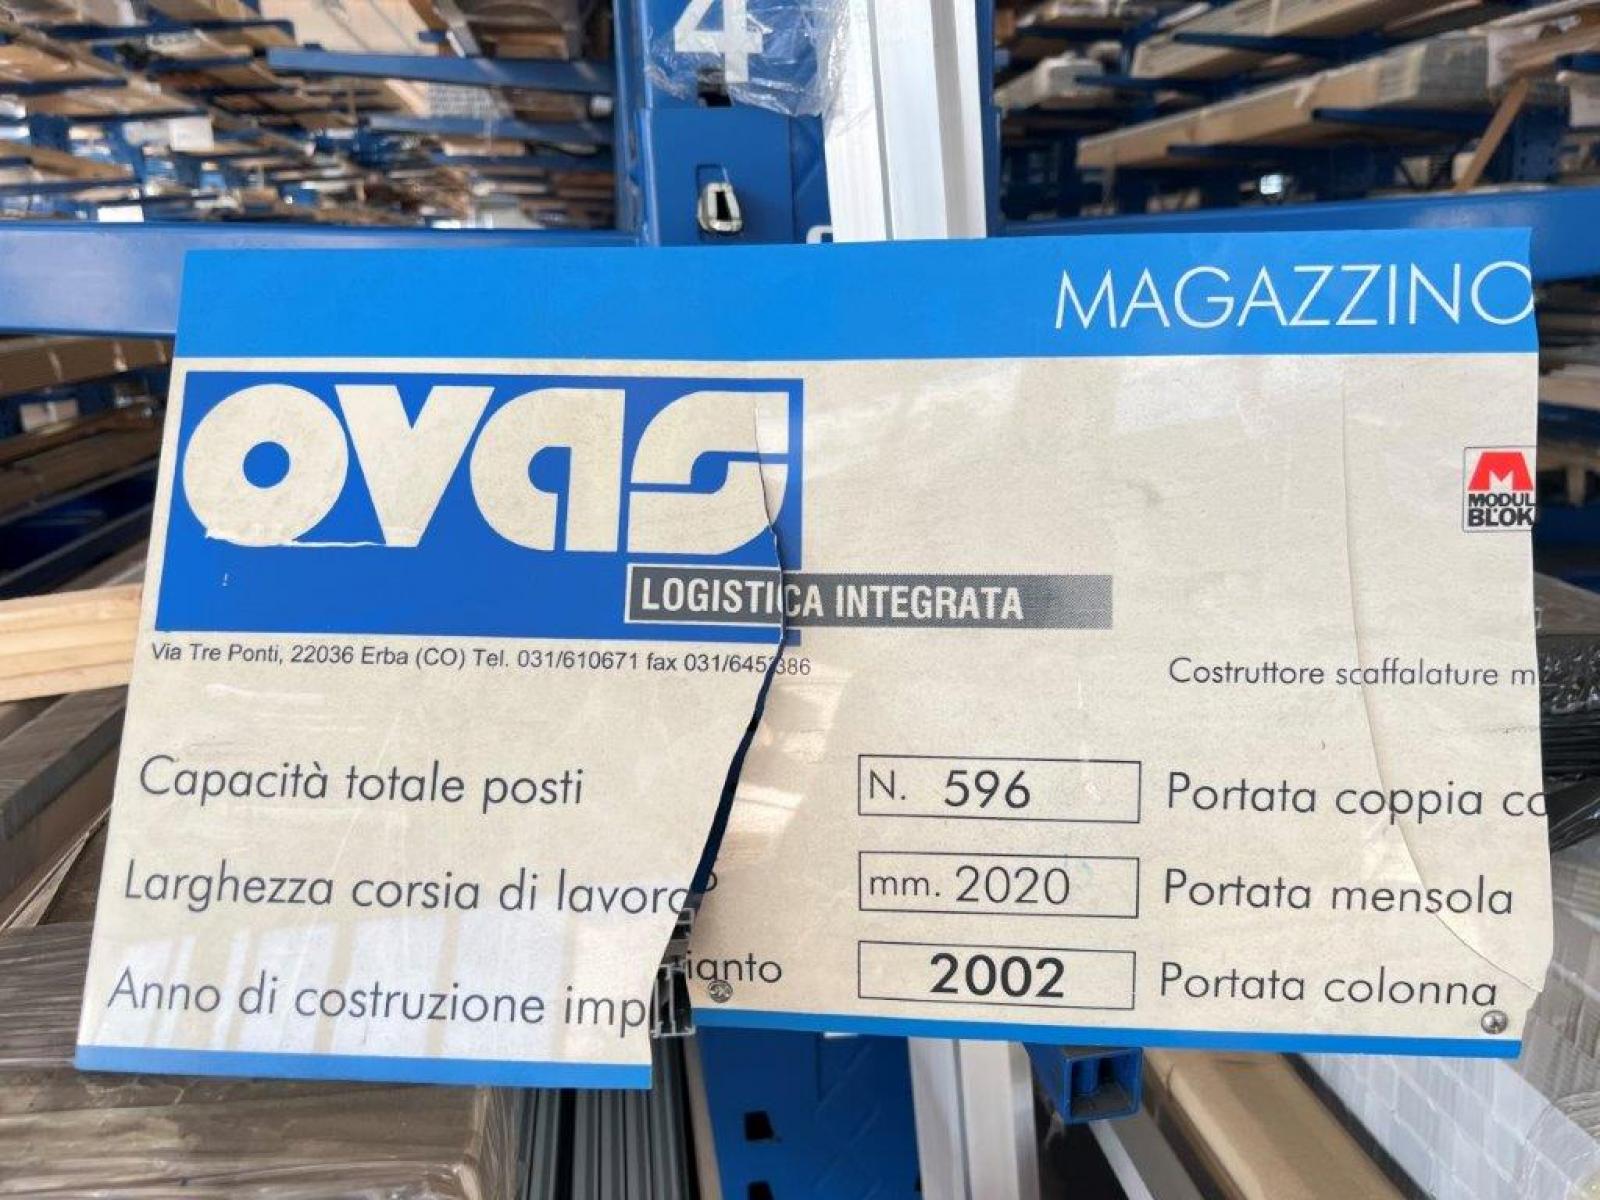 4
MAGAZZINO
OVAS
LOGISTICA INTEGRATA
MODUL
BLOK
Via Tre Ponti, 22036 Erba (CO) Tel. 031/610671 fax
Costruttore scaffalature
Capacità totale posti N. 596 Portata coppia
Larghezza corsia di lavoro mm. 2020 Portata mensola
Anno di costruzione impianto 2002 Portata colonna